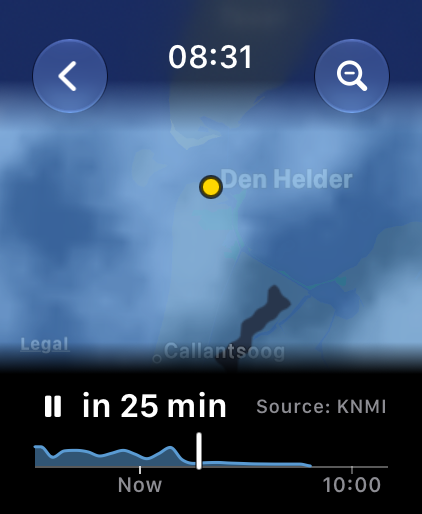 08:31
Den Helder
Legal
Callantsoog
in 25 min
Source: KNMI
Now
10:00